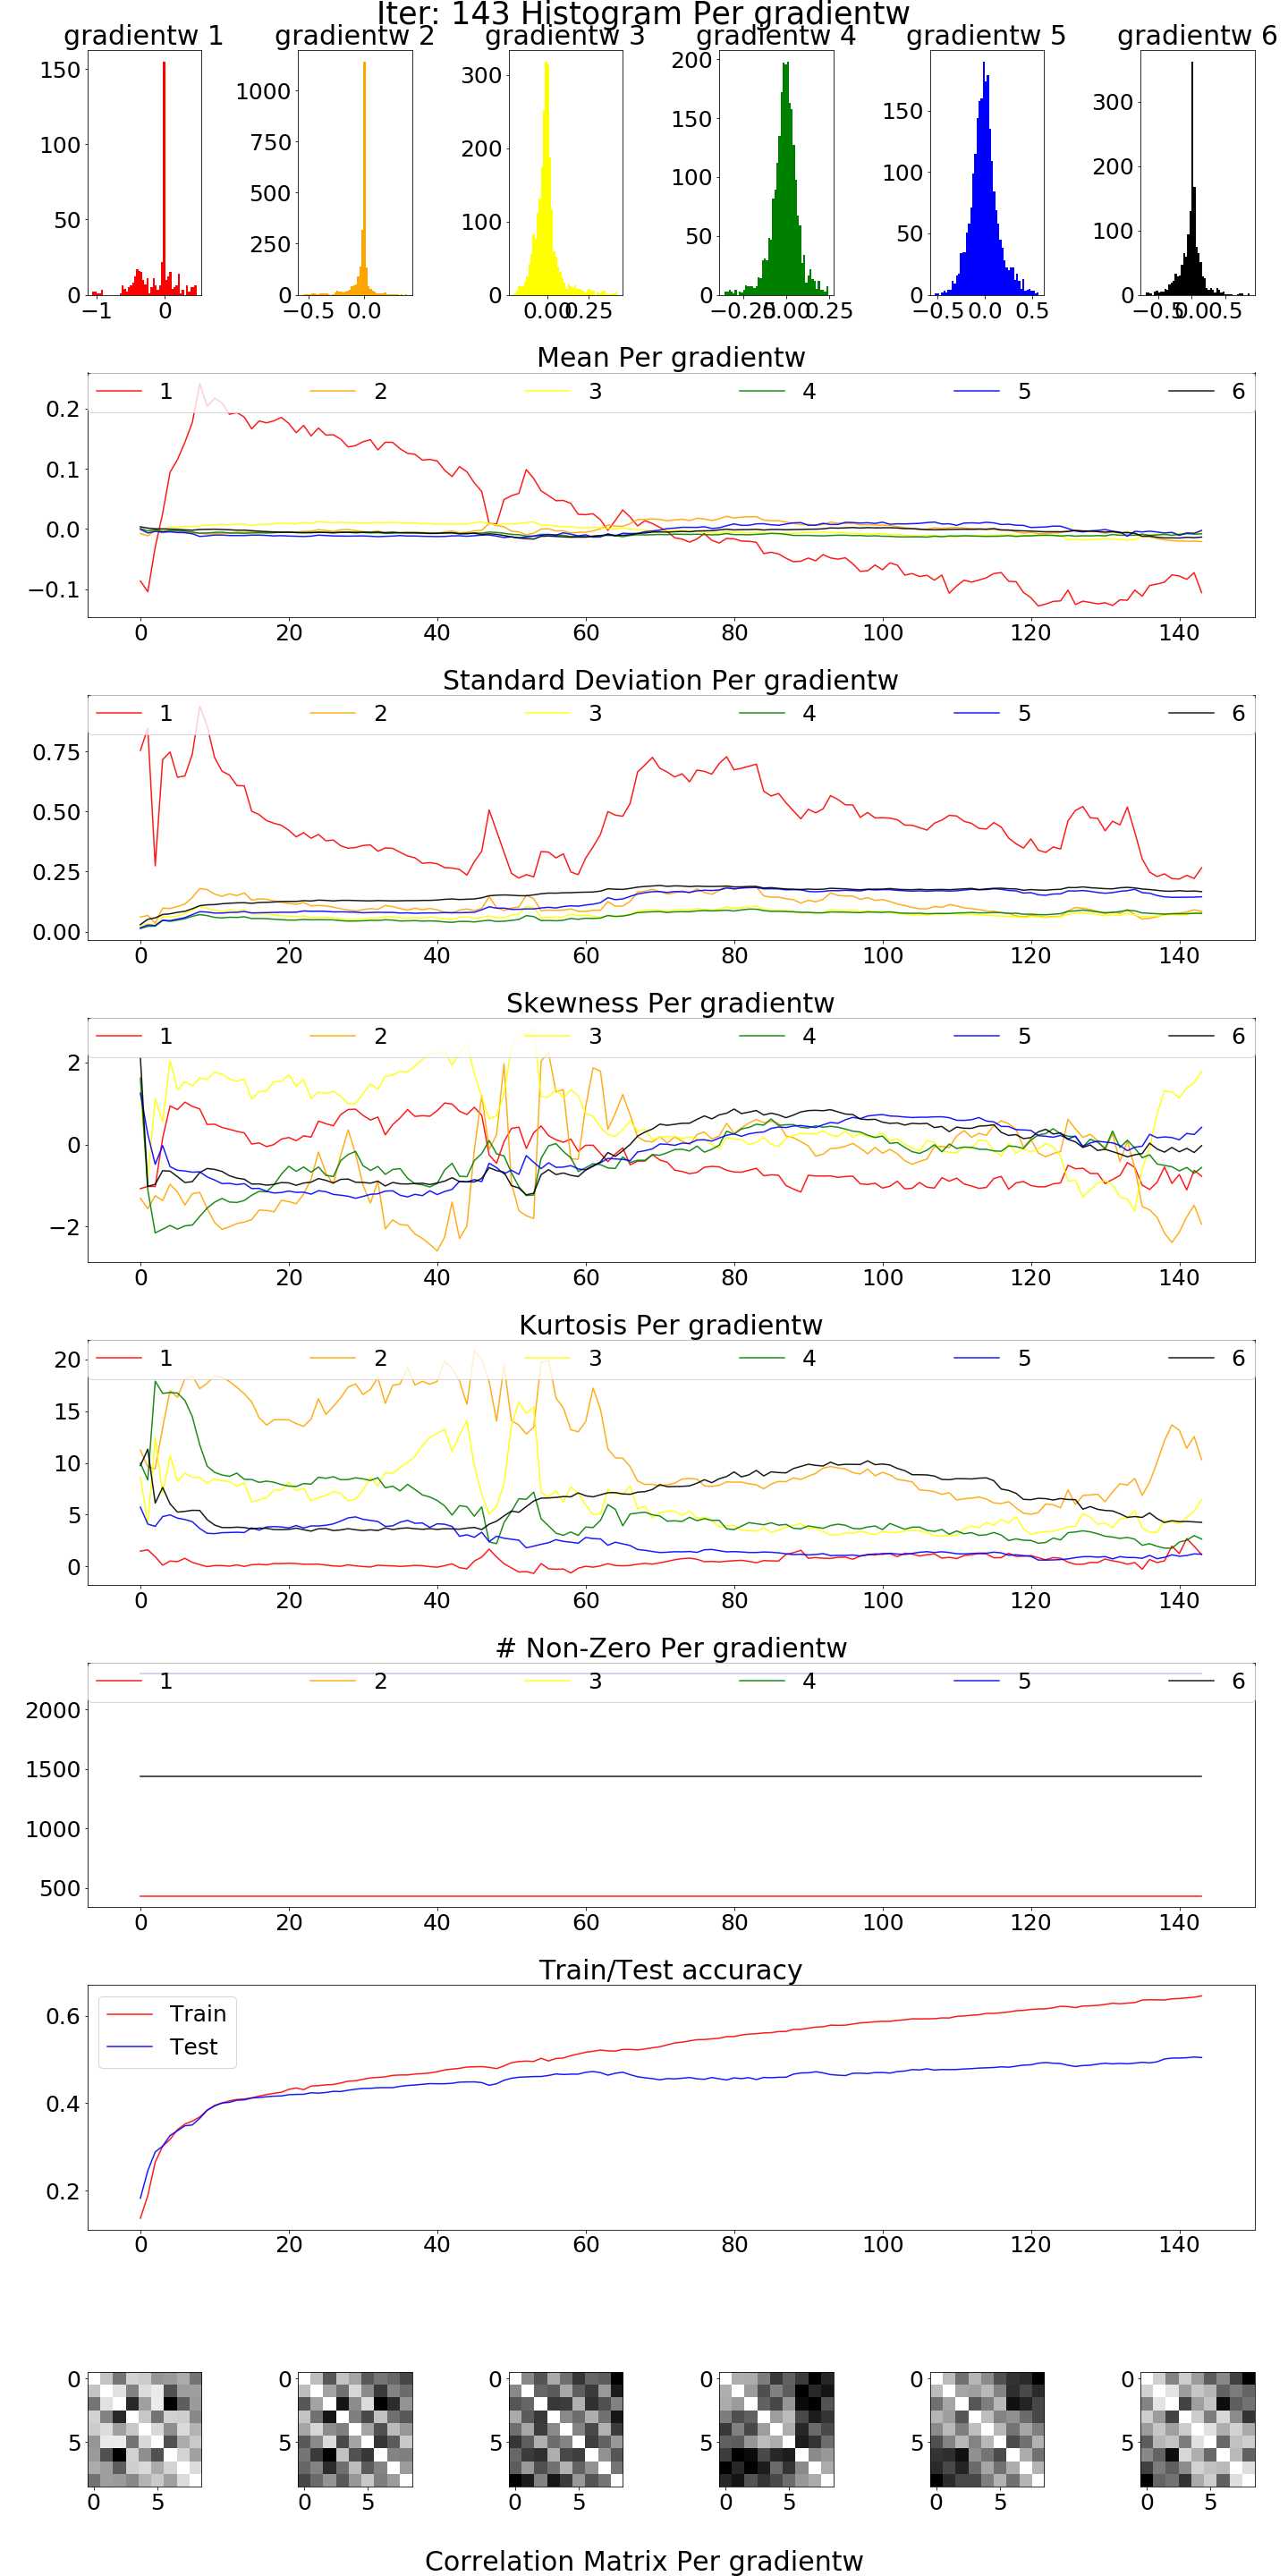 Iter: 143 Histogram Per gradientw
gradientw 1 gradientw 2 gradientw 3 gradientw 4 gradientw 5 gradientw 6
150
100
50
0
−1 0
1000
750
500
250
0
−0.5 0.0
300
200
100
0
0.00 0.25
200
150
100
50
0
−0.25 0.00 0.25
150
100
50
0
−0.5 0.0 0.5
300
200
100
0
−0.5 0.0 0.5
Mean Per gradientw
1 2 3 4 5 6
0.2
0.1
0.0
−0.1
0 20 40 60 80 100 120 140
Standard Deviation Per gradientw
1 2 3 4 5 6
0.75
0.50
0.25
0.00
0 20 40 60 80 100 120 140
Skewness Per gradientw
1 2 3 4 5 6
2
0
−2
0 20 40 60 80 100 120 140
Kurtosis Per gradientw
1 2 3 4 5 6
20
15
10
5
0
0 20 40 60 80 100 120 140
# Non-Zero Per gradientw
1 2 3 4 5 6
2000
1500
1000
500
0 20 40 60 80 100 120 140
Train/Test accuracy
Train
Test
0.6
0.4
0.2
0 20 40 60 80 100 120 140
0 0 0 0 0 0
5 5 5 5 5 5
0 5 0 5 0 5 0 5 0 5 0 5
Correlation Matrix Per gradientw